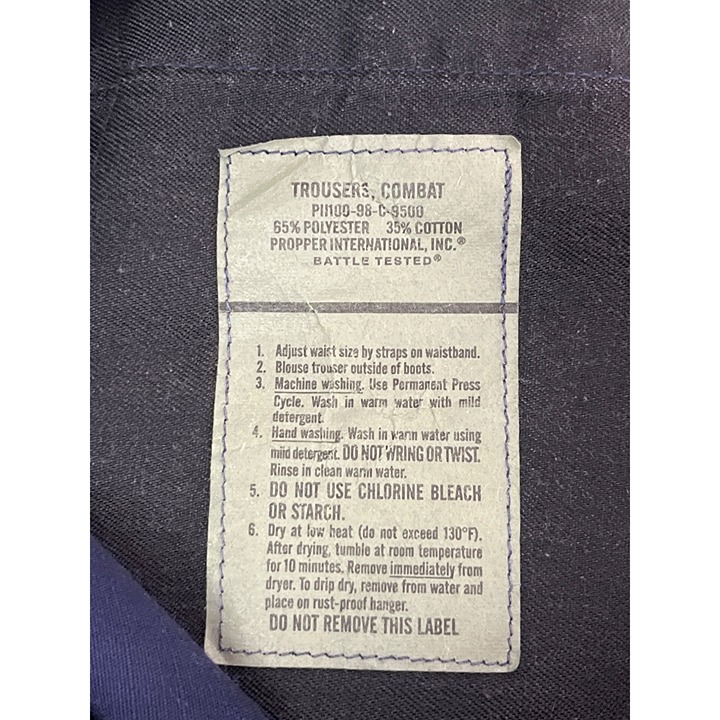 TROUSERS, COMBAT
PI1100-98-C-9500
65% POLYESTER 35% COTTON
PROPPER INTERNATIONAL, INC.®
BATTLE TESTED®
1. Adjust waist size by straps on waistband.
2. Blouse trouser outside of boots.
3. Machine washing. Use Permanent Press
Cycle. Wash in warm water with mild
detergent.
4. Hand washing. Wash in warm water using
mild detergent. DO NOT WRING OR TWIST.
Rinse in clean warm water.
5. DO NOT USE CHLORINE BLEACH
OR STARCH.
6. Dry at low heat (do not exceed 130°F).
After drying, tumble at room temperature
for 10 minutes. Remove immediately from
dryer. To drip dry, remove from water and
place on rust-proof hanger.
DO NOT REMOVE THIS LABEL